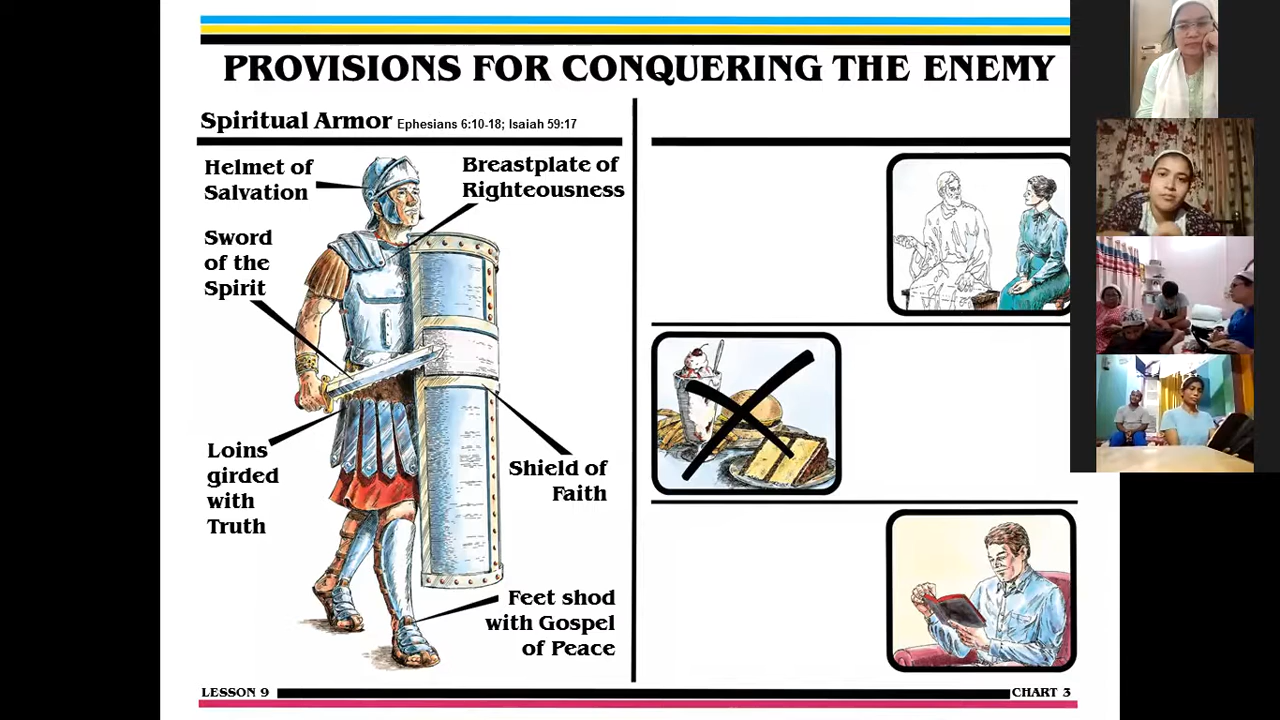 PROVISIONS FOR CONQUERING THE ENEMY
Spiritual Armor Ephesians 6:10-18; Isaiah 59:17
Helmet of
Salvation
Breastplate of
Righteousness
Sword
of the
Spirit
Loins
girded
with
Truth
Shield of
Faith
Feet shod
with Gospel
of Peace
LESSON 9
CHART 3